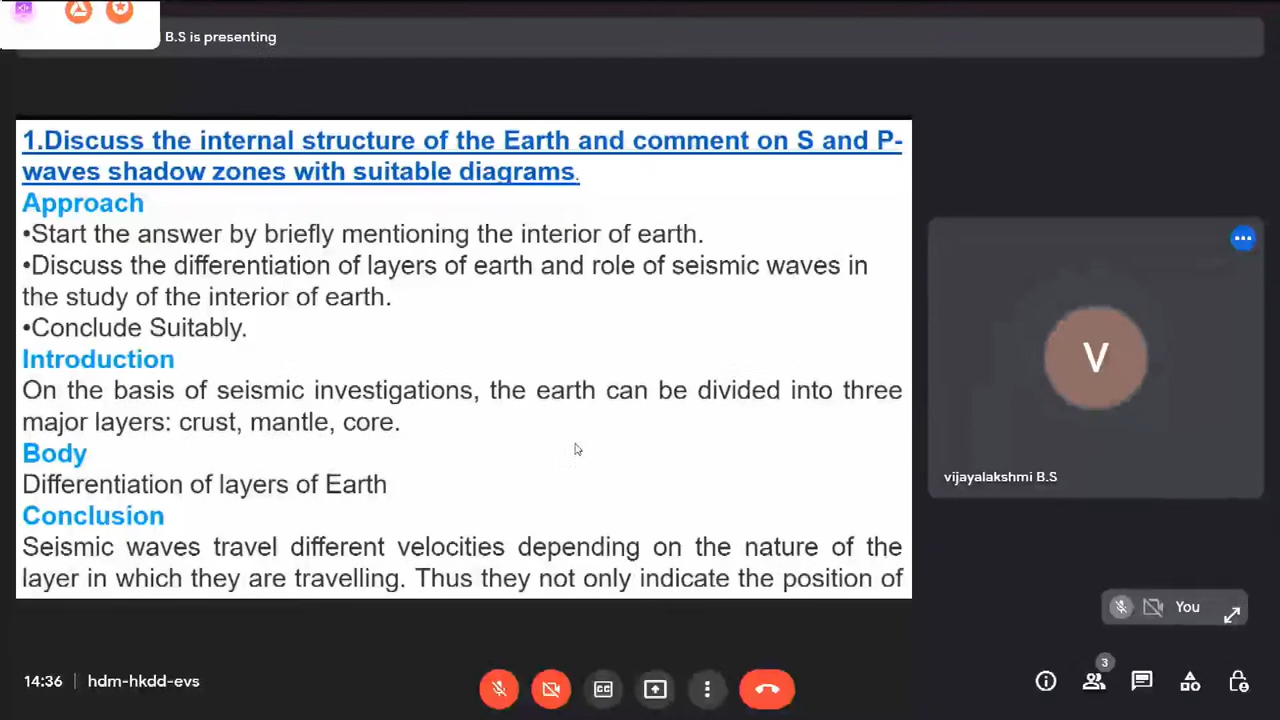 B.S is presenting
1.Discuss the internal structure of the Earth and comment on S and P-
waves shadow zones with suitable diagrams.
Approach
•Start the answer by briefly mentioning the interior of earth.
•Discuss the differentiation of layers of earth and role of seismic waves in
the study of the interior of earth.
•Conclude Suitably.
Introduction
On the basis of seismic investigations, the earth can be divided into three
major layers: crust, mantle, core.
Body
Differentiation of layers of Earth
Conclusion
Seismic waves travel different velocities depending on the nature of the
layer in which they are travelling. Thus they not only indicate the position of
V
vijayalakshmi B.S
You
14:36 | hdm-hkdd-evs
CC
3